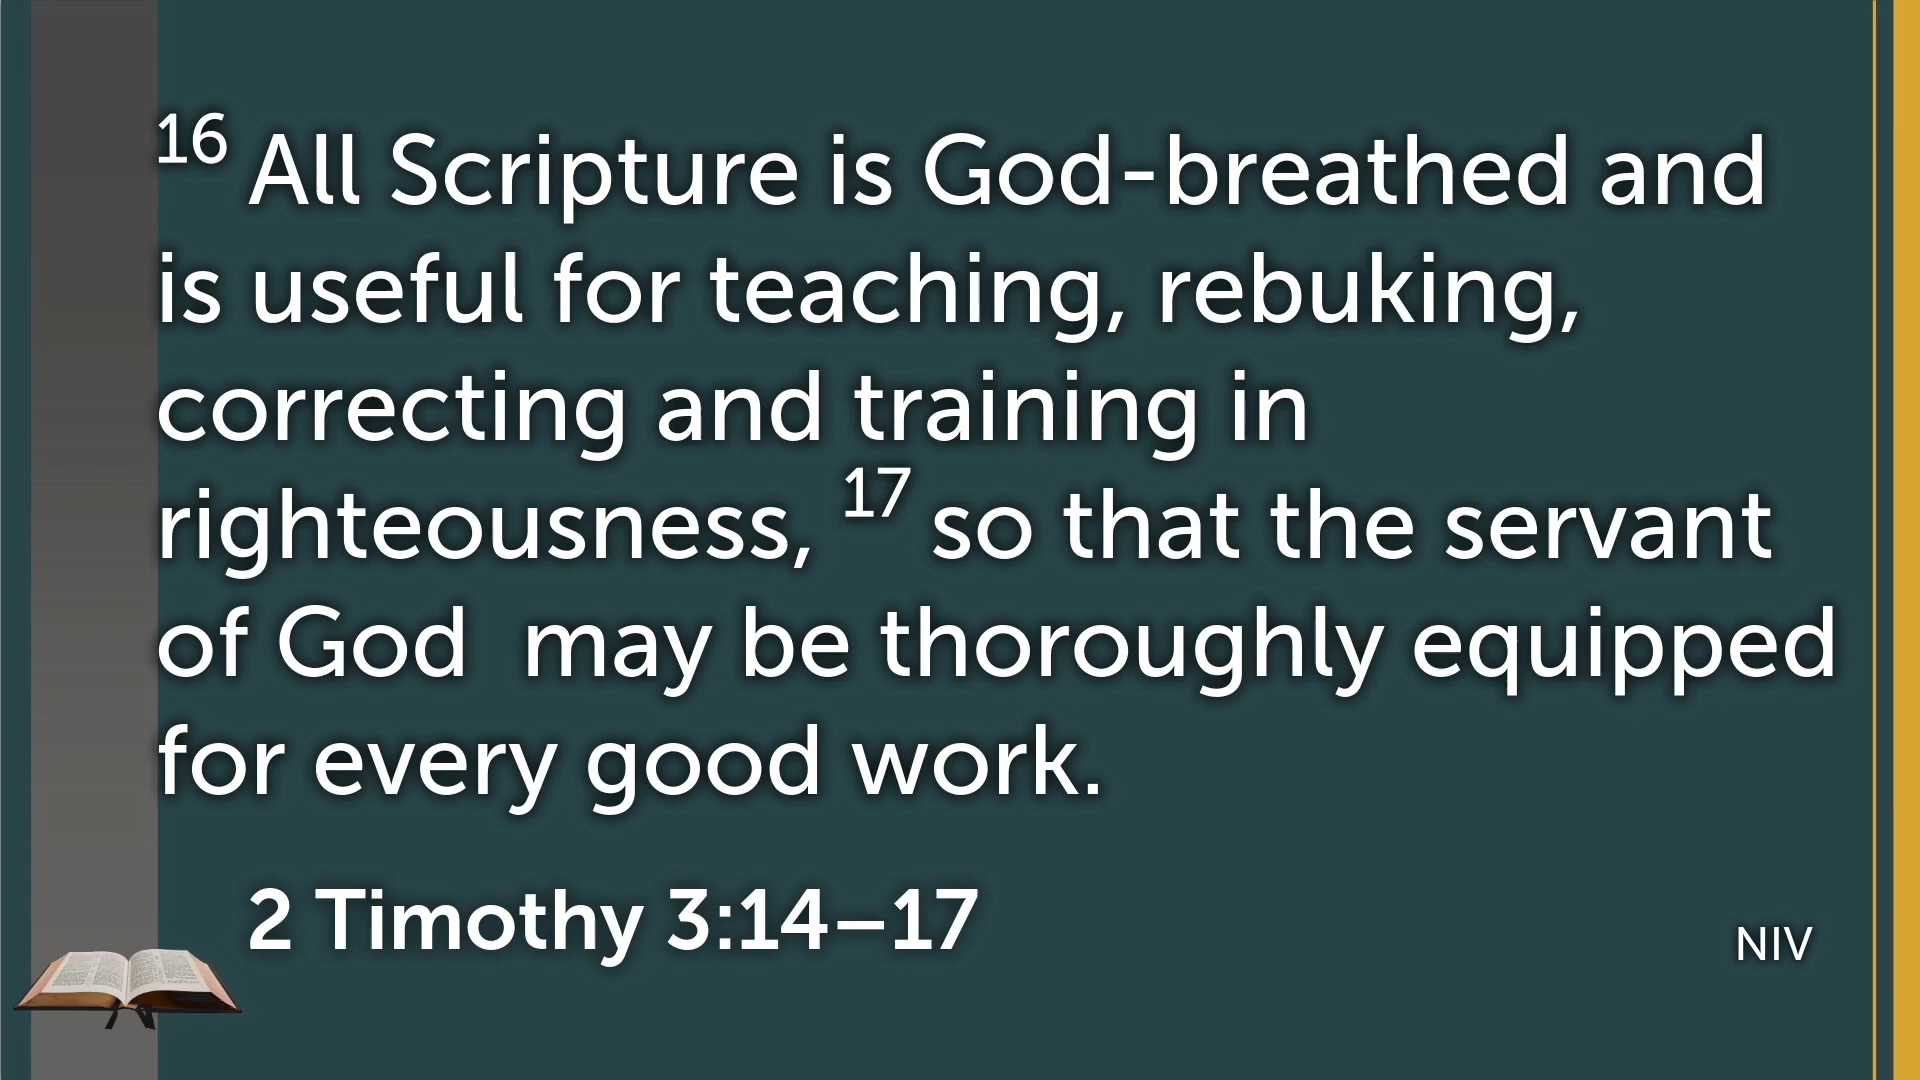 16 All Scripture is God-breathed and
is useful for teaching, rebuking,
correcting and training in
righteousness, 17 so that the servant
of God  may be thoroughly equipped
for every good work.
2 Timothy 3:14–17
NIV